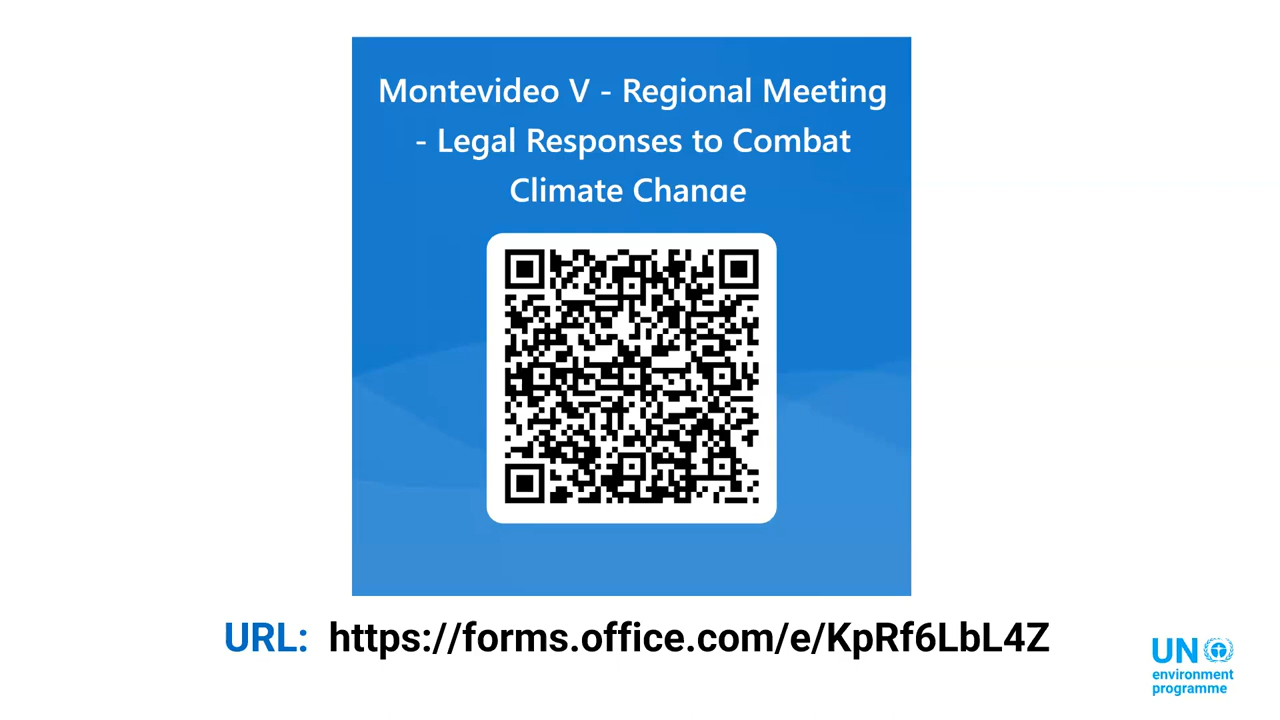 Montevideo V - Regional Meeting
- Legal Responses to Combat
Climate Change
URL: https://forms.office.com/e/KpRf6LbL4Z
UN
environment
programme